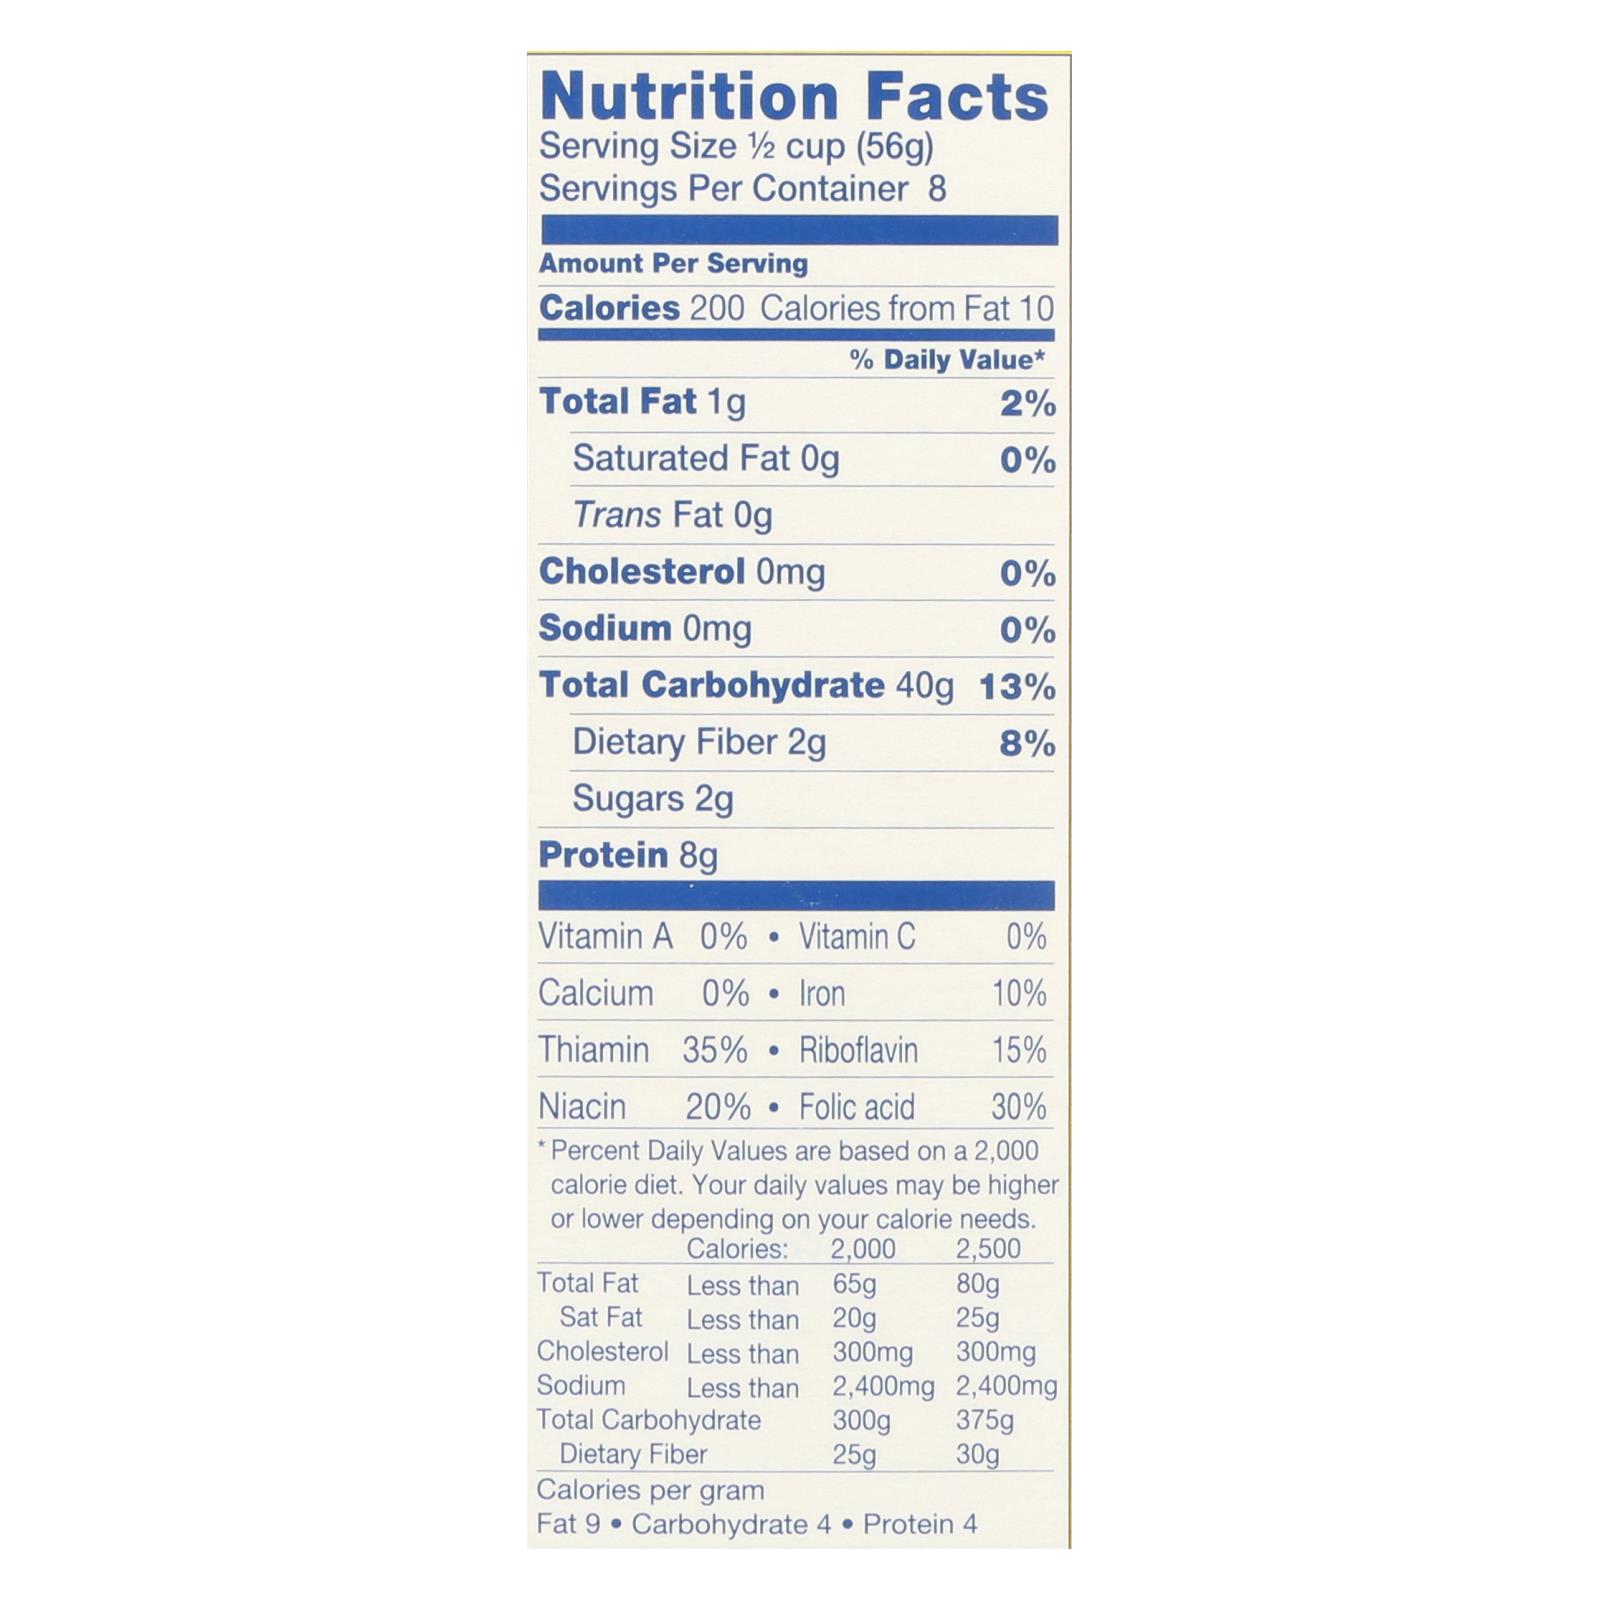 Nutrition Facts
Serving Size ½ cup (56g)
Servings Per Container 8
Amount Per Serving
Calories 200 Calories from Fat 10
% Daily Value*
Total Fat 1g 2%
Saturated Fat 0g 0%
Trans Fat 0g
Cholesterol 0mg 0%
Sodium 0mg 0%
Total Carbohydrate 40g 13%
Dietary Fiber 2g 8%
Sugars 2g
Protein 8g
Vitamin A 0% • Vitamin C 0%
Calcium 0% • Iron 10%
Thiamin 35% • Riboflavin 15%
Niacin 20% • Folic acid 30%
* Percent Daily Values are based on a 2,000
calorie diet. Your daily values may be higher
or lower depending on your calorie needs.
Calories: 2,000 2,500
Total Fat Less than 65g 80g
Sat Fat Less than 20g 25g
Cholesterol Less than 300mg 300mg
Sodium Less than 2,400mg 2,400mg
Total Carbohydrate 300g 375g
Dietary Fiber 25g 30g
Calories per gram
Fat 9 • Carbohydrate 4 • Protein 4